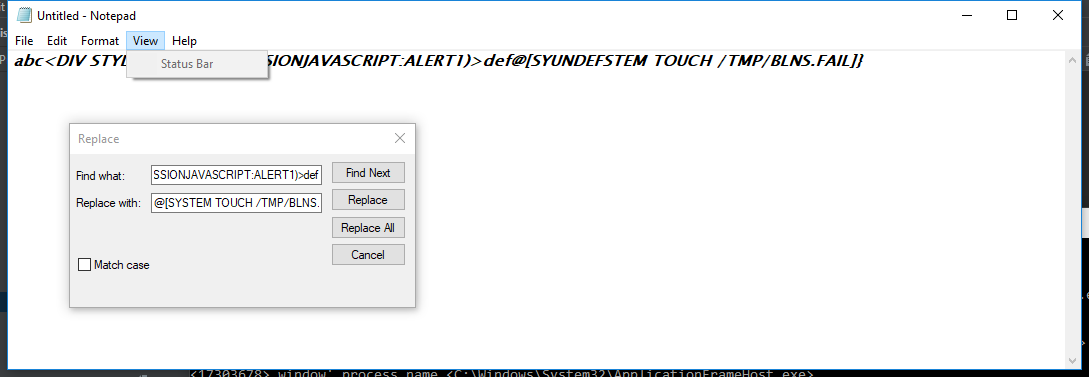 Untitled - Notepad
File Edit Format View Help
abc<DIV STYL SIONJAVASCRIPT:ALERT1)>def@[SYUNDEFSTEM TOUCH /TMP/BLNS.FAIL]}
Status Bar
Replace
Find what: SSIONJAVASCRIPT:ALERT1)>def Find Next
Replace with: @[SYSTEM TOUCH /TMP/BLNS. Replace
Replace All
Cancel
Match case
<17303678> window' process name <C:\Windows\System32\ApplicationFrameHost.exe>